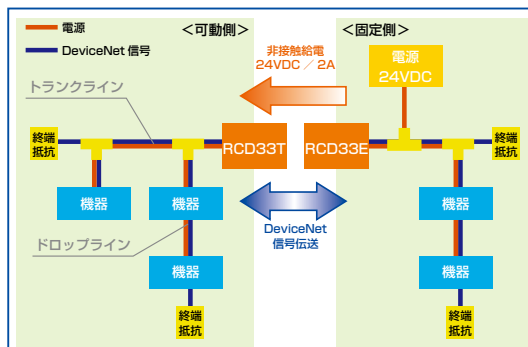 電源
DeviceNet 信号
＜可動側＞
非接触給電
24VDC ／ 2A
＜固定側＞
電源
24VDC
トランクライン
終端
抵抗
RCD33T
RCD33E
終端
抵抗
機器
機器
機器
DeviceNet
信号伝送
ドロップライン
機器
機器
終端
抵抗
終端
抵抗